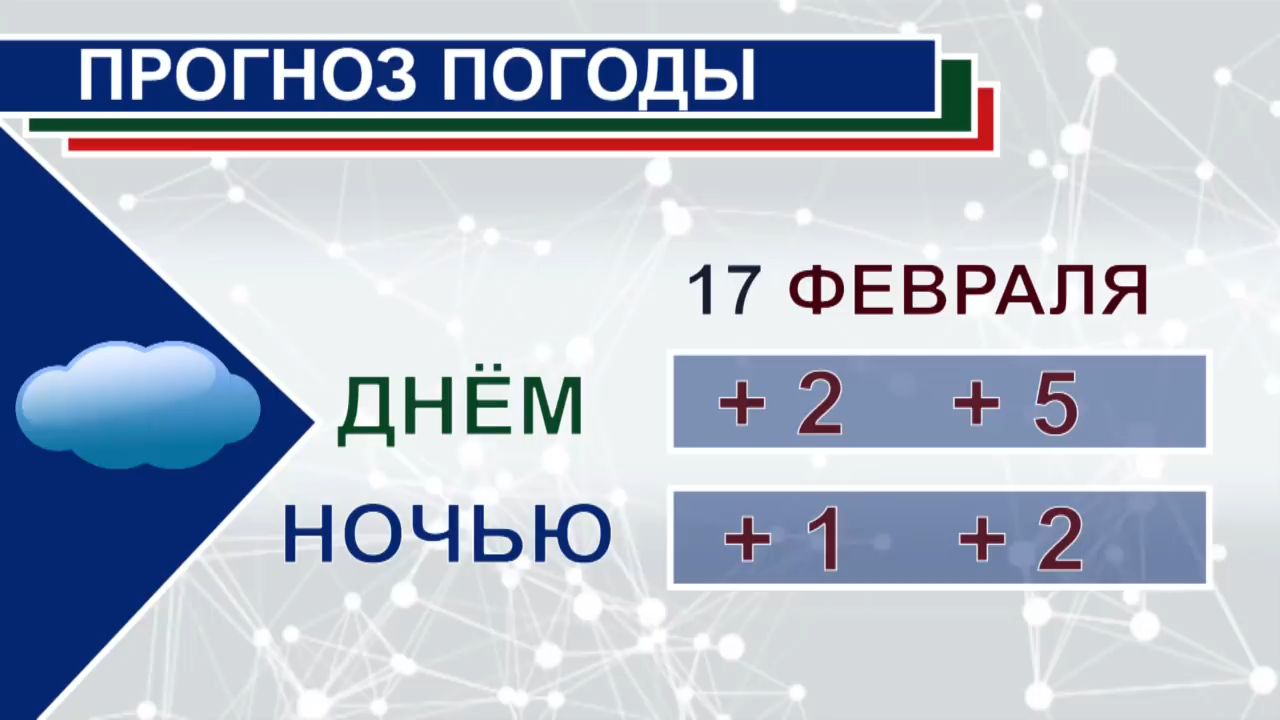 ПРОГНОЗ ПОГОДЫ
17 ФЕВРАЛЯ
ДНЁМ + 2 + 5
НОЧЬЮ + 1 + 2